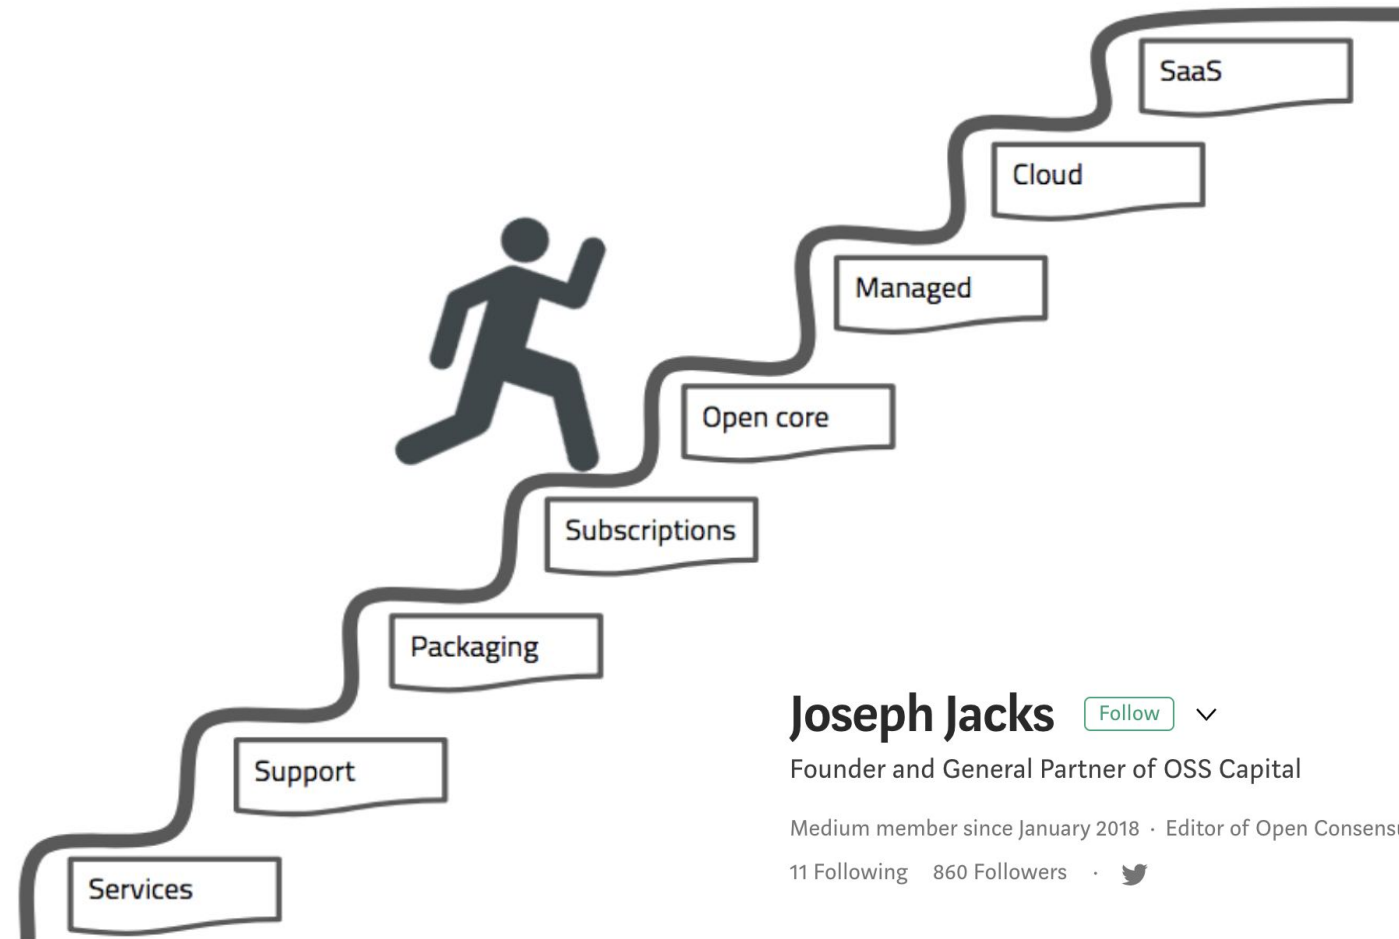 SaaS
Cloud
Managed
Open core
Subscriptions
Packaging
Support
Services
Joseph Jacks Follow
Founder and General Partner of OSS Capital
Medium member since January 2018 · Editor of Open
11 Following 860 Followers ·